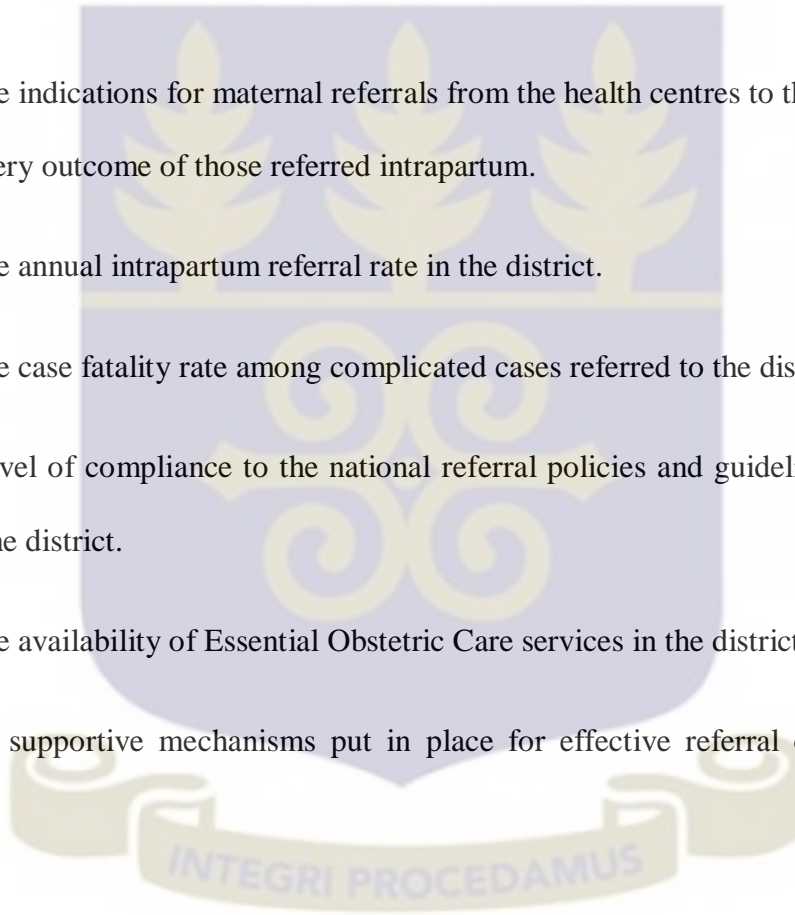 e indications for maternal referrals from the health centres to th
ery outcome of those referred intrapartum.
e annual intrapartum referral rate in the district.
e case fatality rate among complicated cases referred to the dis
vel of compliance to the national referral policies and guideli
he district.
e availability of Essential Obstetric Care services in the district
supportive mechanisms put in place for effective referral
INTEGRI PROCEDAMUS